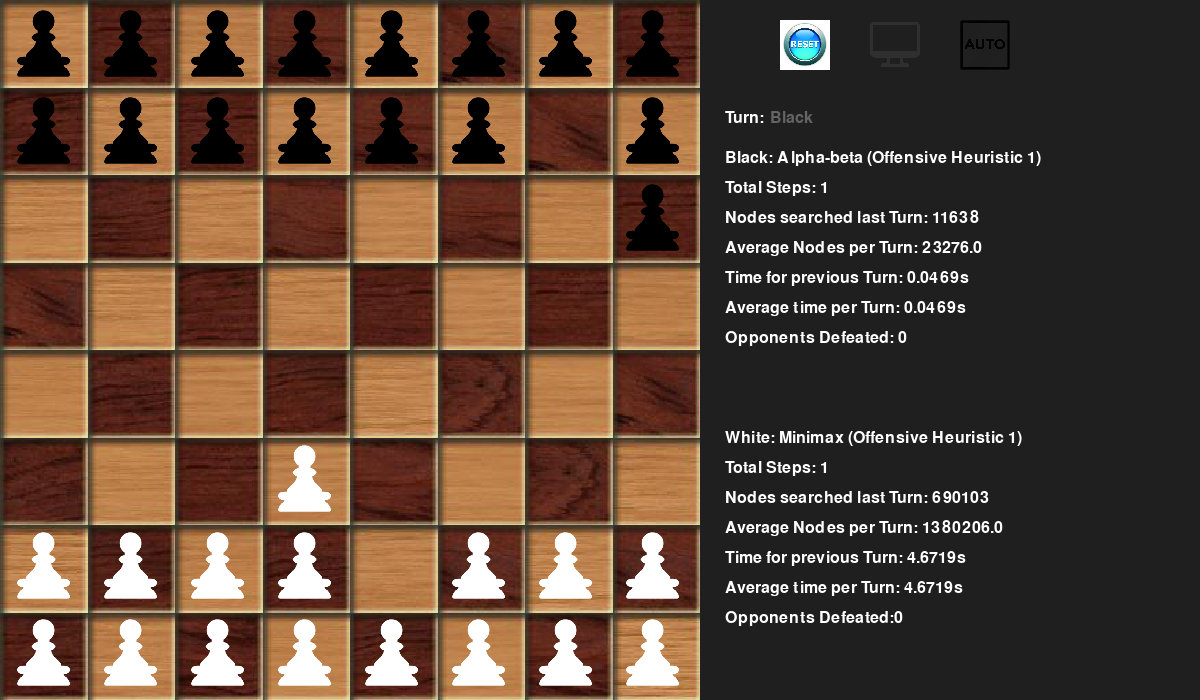 RESET
AUTO
Turn: Black
Black: Alpha-beta (Offensive Heuristic 1)
Total Steps: 1
Nodes searched last Turn: 11638
Average Nodes per Turn: 23276.0
Time for previous Turn: 0.0469s
Average time per Turn: 0.0469s
Opponents Defeated: 0
White: Minimax (Offensive Heuristic 1)
Total Steps: 1
Nodes searched last Turn: 690103
Average Nodes per Turn: 1380206.0
Time for previous Turn: 4.6719s
Average time per Turn: 4.6719s
Opponents Defeated:0